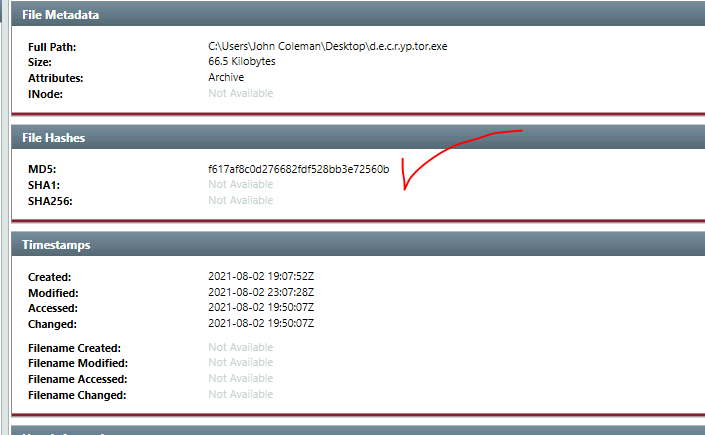 File Metadata
Full Path: C:\Users\John Coleman\Desktop\d.e.c.r.yp.tor.exe
Size: 66.5 Kilobytes
Attributes: Archive
INode: Not Available
File Hashes
MD5: f617af8c0d276682fdf528bb3e72560b
SHA1: Not Available
SHA256: Not Available
Timestamps
Created: 2021-08-02 19:07:52Z
Modified: 2021-08-02 23:07:28Z
Accessed: 2021-08-02 19:50:07Z
Changed: 2021-08-02 19:50:07Z
Filename Created: Not Available
Filename Modified: Not Available
Filename Accessed: Not Available
Filename Changed: Not Available